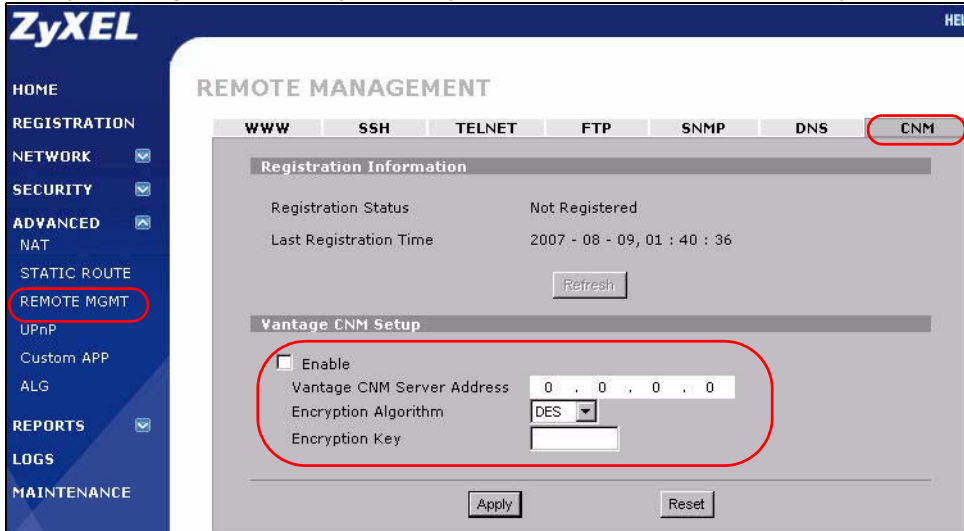 ZyXEL
HEL
HOME
REGISTRATION
NETWORK
SECURITY
ADVANCED
NAT
STATIC ROUTE
REMOTE MGMT
UPnP
Custom APP
ALG
REPORTS
LOGS
MAINTENANCE
REMOTE MANAGEMENT
WWW SSH TELNET FTP SNMP DNS CNM
Registration Information
Registration Status Not Registered
Last Registration Time 2007 - 08 - 09, 01 : 40 : 36
Refresh
Vantage CNM Setup
Enable
Vantage CNM Server Address 0 . 0 . 0 . 0
Encryption Algorithm DES
Encryption Key
Apply Reset